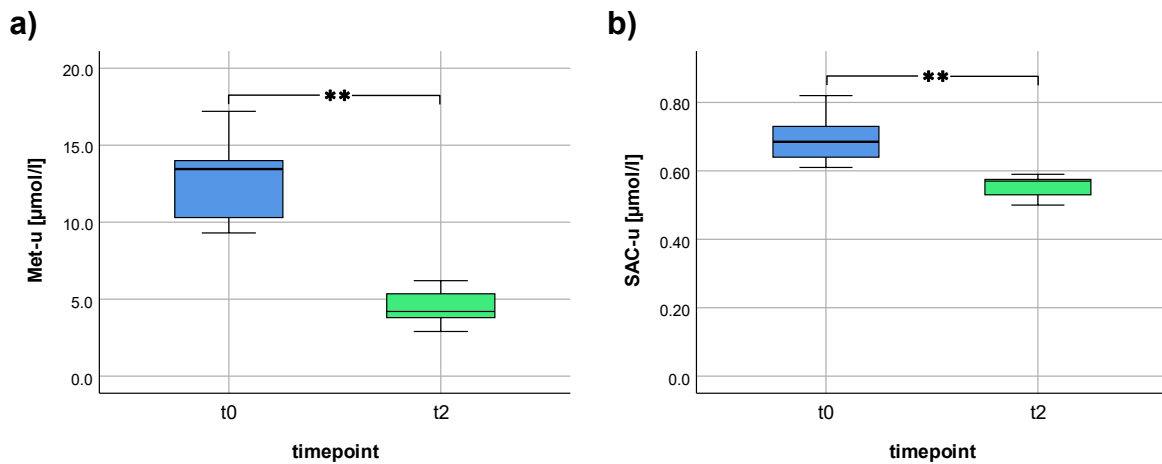 a)
Met-u [µmol/l]
20.0
15.0
10.0
5.0
0.0
**
t0
t2
timepoint
b)
SAC-u [µmol/l]
0.80
0.60
0.40
0.20
0.0
**
t0
t2
timepoint